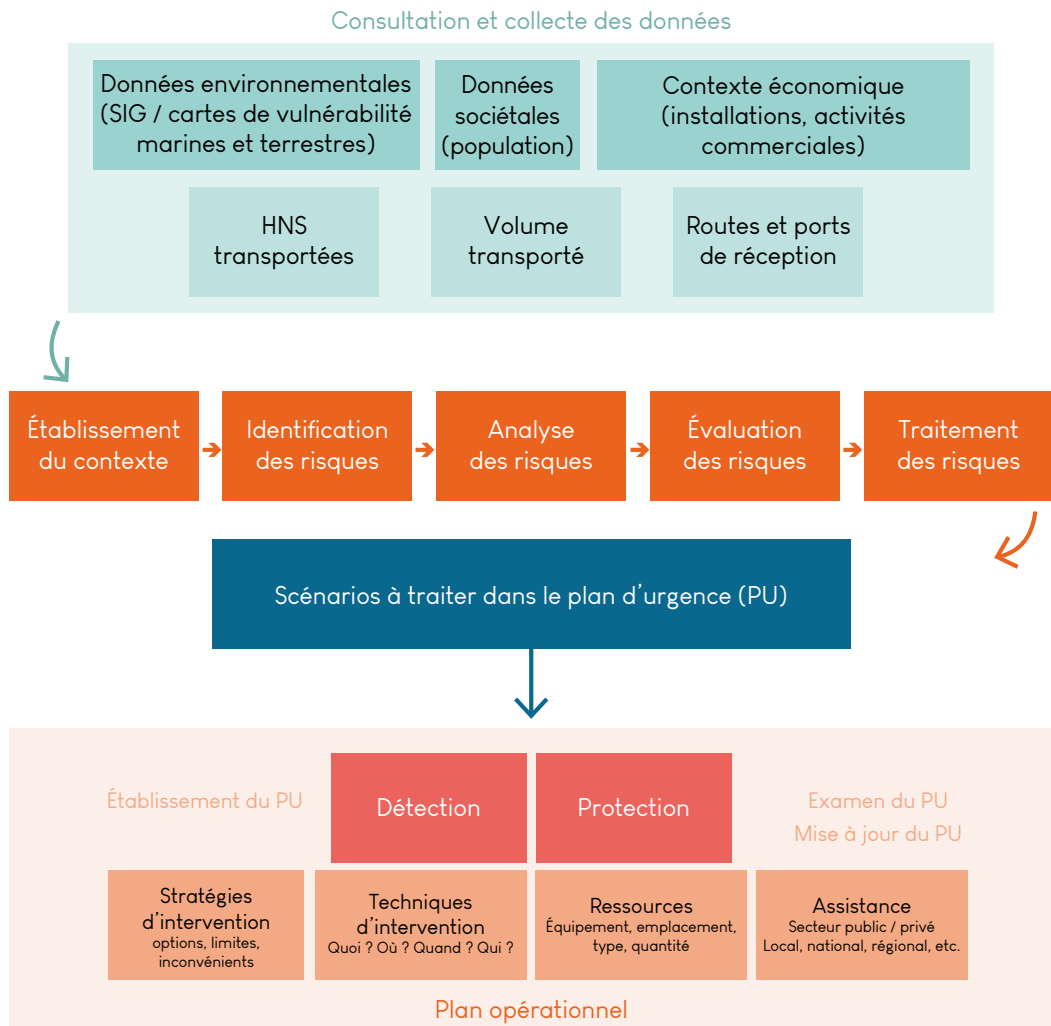 Consultation et collecte des données
Données environnementales
(SIG / cartes de vulnérabilité
marines et terrestres)
Données
sociétales
(population)
Contexte économique
(installations, activités
commerciales)
HNS
transportées
Volume
transporté
Routes et ports
de réception
Établissement
du contexte
Identification
des risques
Analyse
des risques
Évaluation
des risques
Traitement
des risques
Scénarios à traiter dans le plan d’urgence (PU)
Établissement du PU
Détection
Protection
Examen du PU
Mise à jour du PU
Stratégies
d’intervention
options, limites,
inconvénients
Techniques
d’intervention
Quoi ? Où ? Quand ? Qui ?
Ressources
Équipement, emplacement,
type, quantité
Assistance
Secteur public / privé
Local, national, régional, etc.
Plan opérationnel